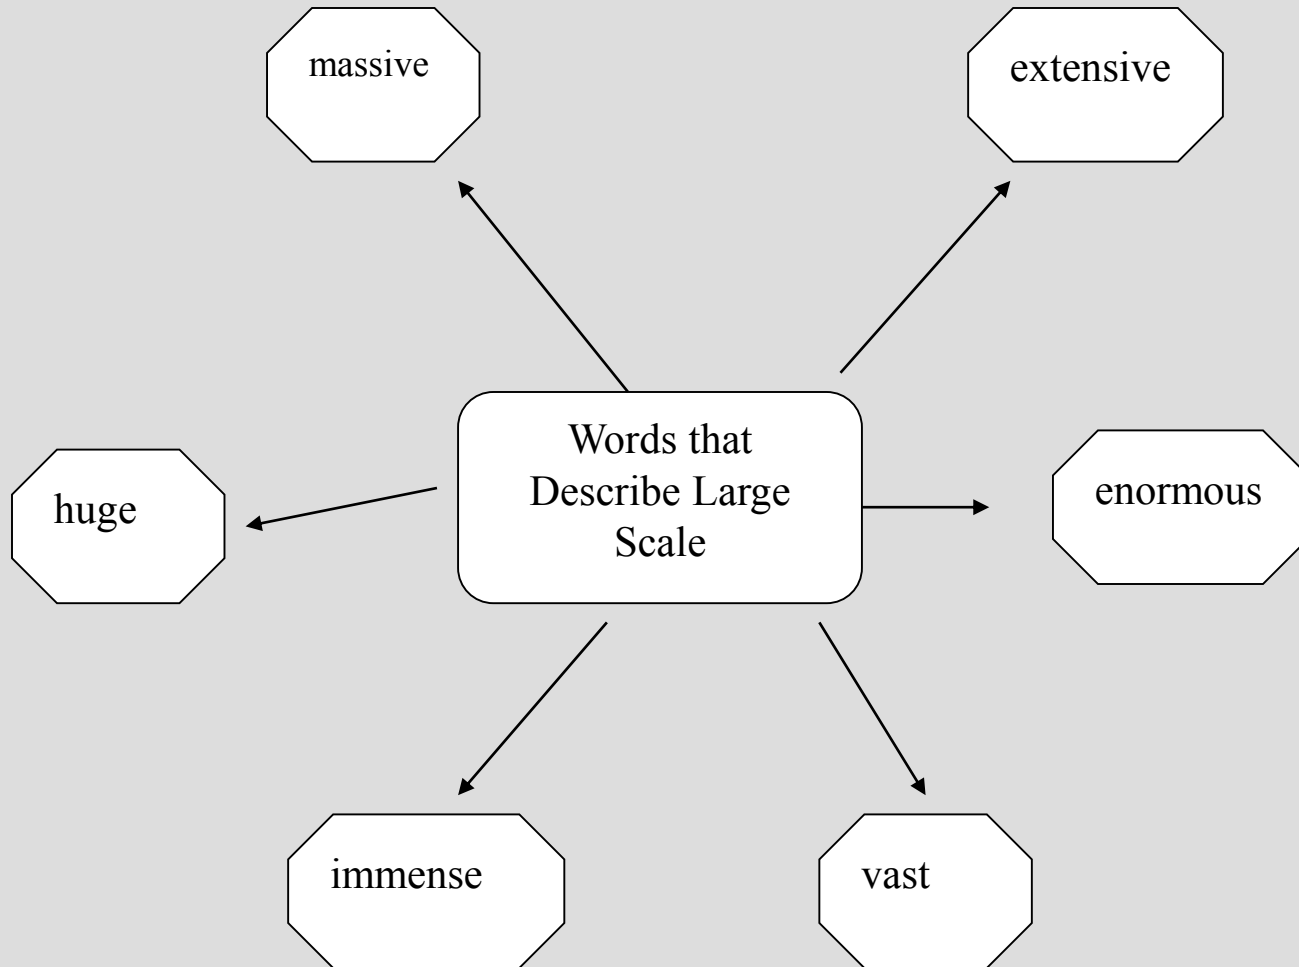 massive
extensive
Words that
Describe Large
Scale
huge
enormous
immense
vast